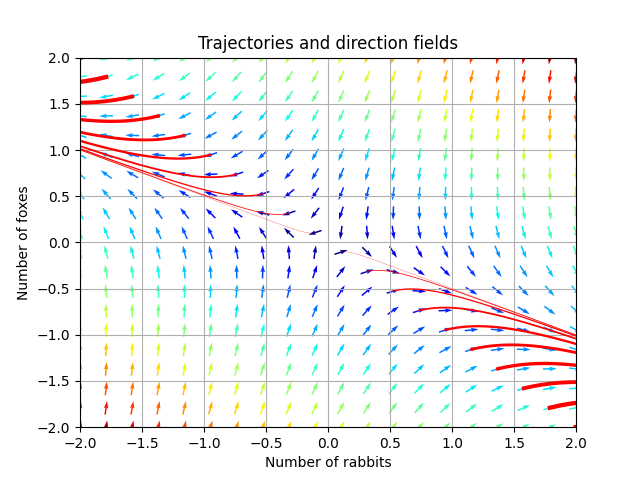 Trajectories and direction fields
Number of foxes
2.0
1.5
1.0
0.5
0.0
−0.5
−1.0
−1.5
−2.0
−2.0 −1.5 −1.0 −0.5 0.0 0.5 1.0 1.5 2.0
Number of rabbits